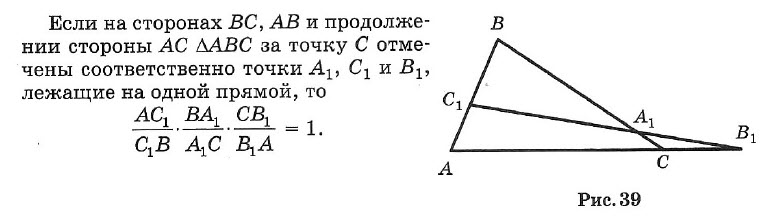 Если на сторонах BC, AB и продолже-
нии стороны AC △ABC за точку C отме-
чены соответственно точки A₁, C₁ и B₁,
лежащие на одной прямой, то
AC₁/C₁B · BA₁/A₁C · CB₁/B₁A = 1.
B
C₁
A₁
B₁
A
C
Рис. 39